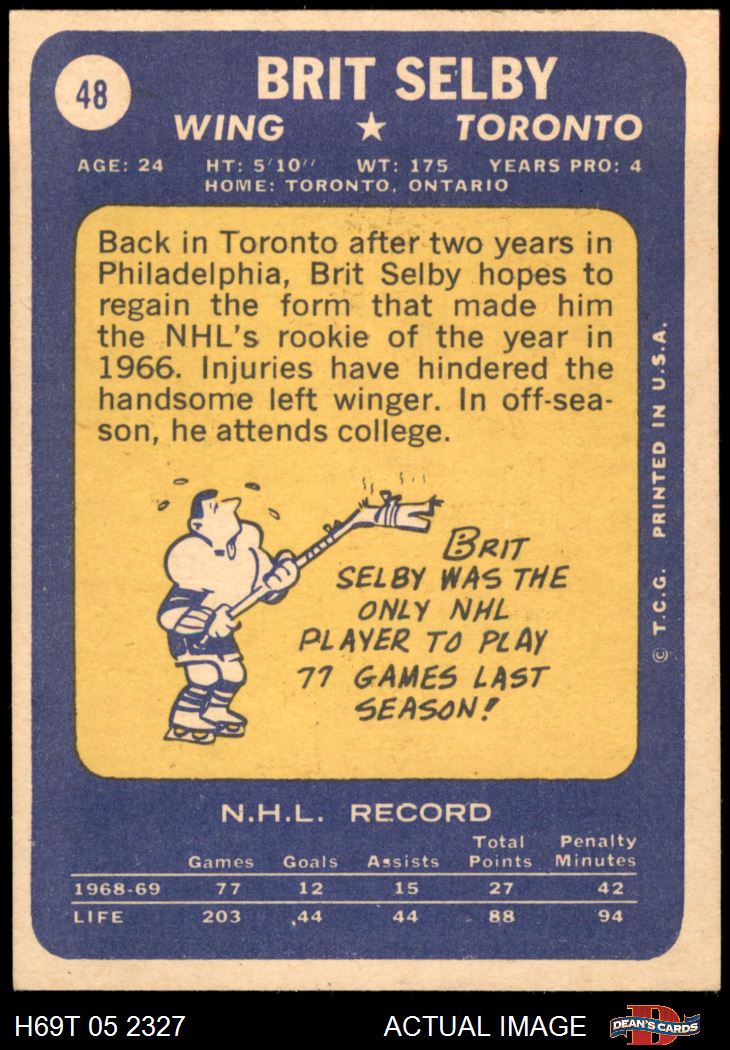 48
BRIT SELBY
WING ★ TORONTO
AGE: 24 HT: 5'10'' WT: 175 YEARS PRO: 4
HOME: TORONTO, ONTARIO
Back in Toronto after two years in
Philadelphia, Brit Selby hopes to
regain the form that made him
the NHL's rookie of the year in
1966. Injuries have hindered the
handsome left winger. In off-sea-
son, he attends college.
BRIT
SELBY WAS THE
ONLY NHL
PLAYER TO PLAY
77 GAMES LAST
SEASON!
© T.C.G. PRINTED IN U.S.A.
N.H.L. RECORD
Games Goals Assists Total Points Penalty Minutes
1968-69 77 12 15 27 42
LIFE 203 44 44 88 94
H69T 05 2327 ACTUAL IMAGE
D
DEAN'S CARDS